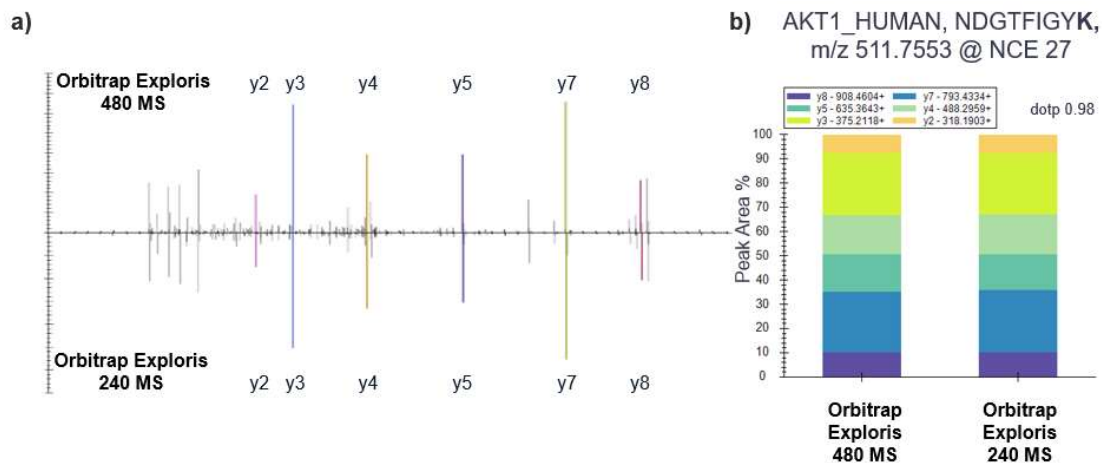 a)
Orbitrap Exploris
480 MS
y2 y3 y4 y5 y7 y8
Orbitrap Exploris
240 MS
y2 y3 y4 y5 y7 y8
b) AKT1_HUMAN, NDGTFIGYK,
m/z 511.7553 @ NCE 27
y8 - 908.4604+ y7 - 793.4334+
y5 - 635.3643+ y4 - 488.2959+
y3 - 375.2118+ y2 - 318.1903+
dotp 0.98
Peak Area %
100
90
80
70
60
50
40
30
20
10
0
Orbitrap
Exploris
480 MS
Orbitrap
Exploris
240 MS